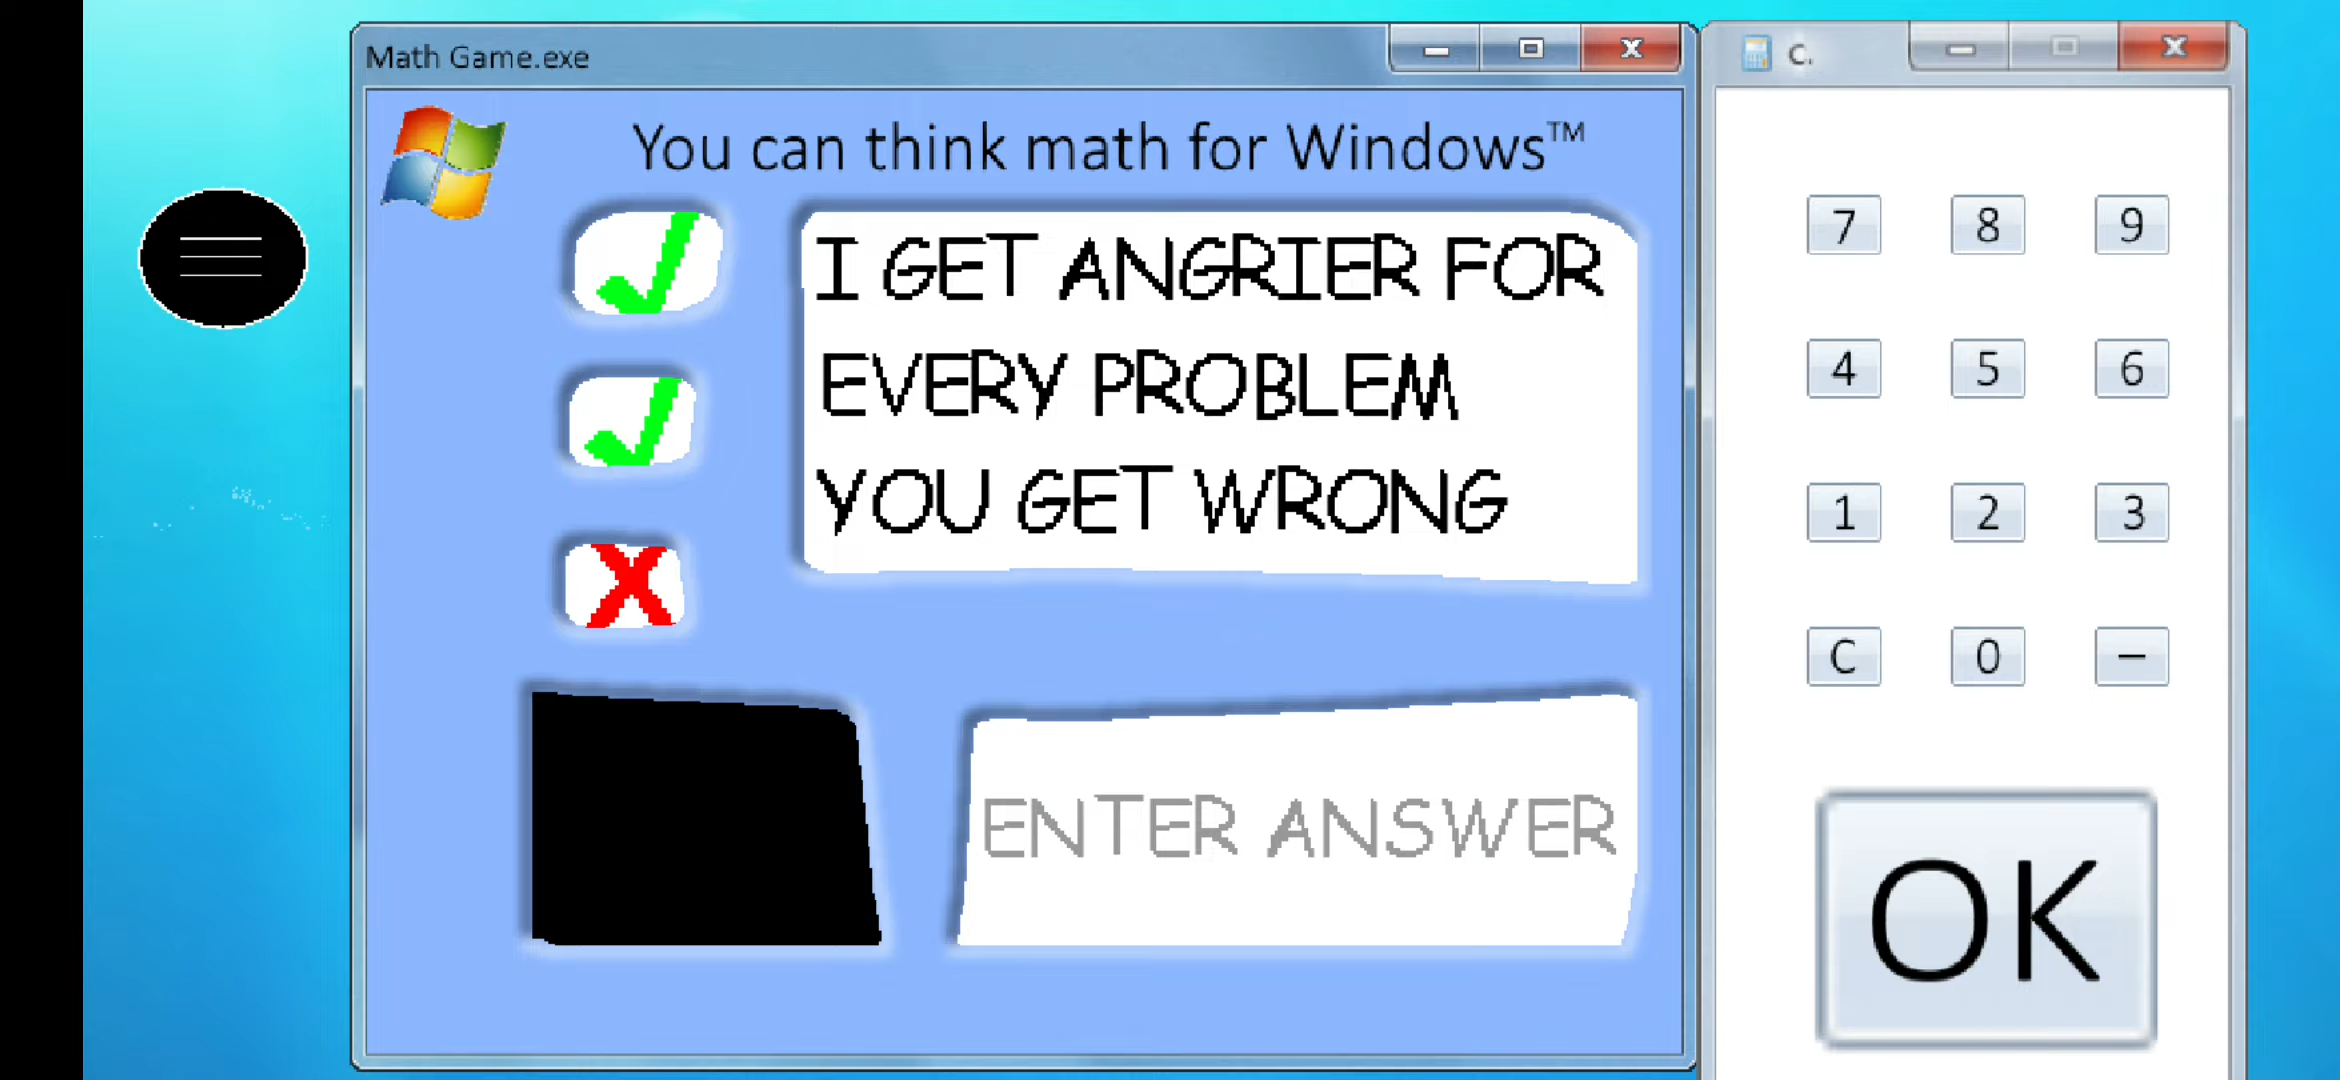 Math Game.exe
C.
You can think math for Windows™
I GET ANGRIER FOR
EVERY PROBLEM
YOU GET WRONG
ENTER ANSWER
7 8 9
4 5 6
1 2 3
C 0 −
OK